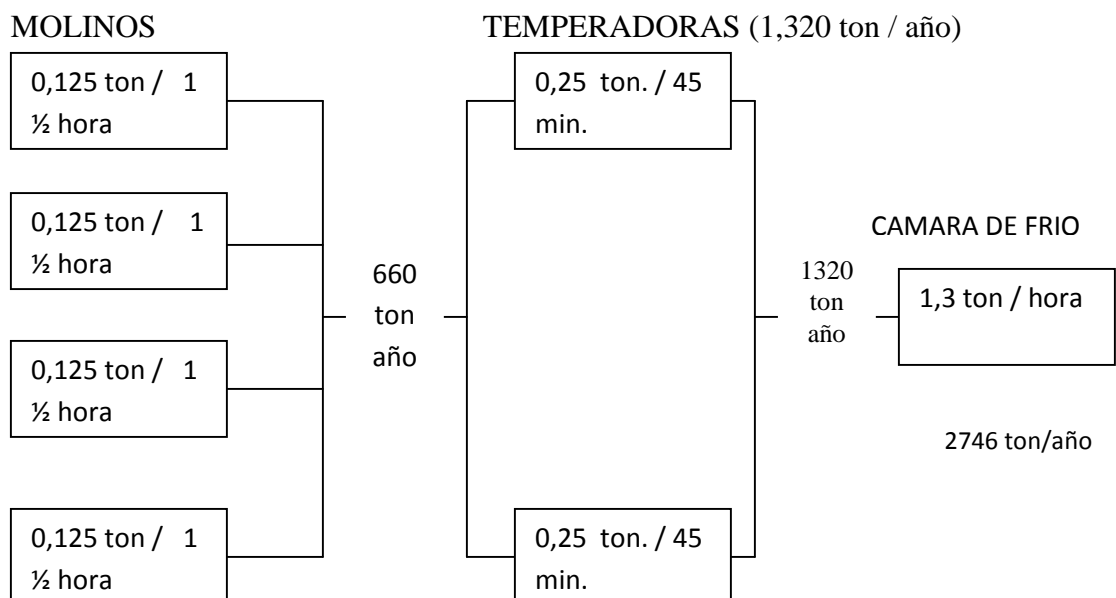 MOLINOS
TEMPERADORAS (1,320 ton / año)
0,125 ton / 1
½ hora
0,125 ton / 1
½ hora
0,125 ton / 1
½ hora
0,125 ton / 1
½ hora
660
ton
año
0,25 ton. / 45
min.
0,25 ton. / 45
min.
1320
ton
año
CAMARA DE FRIO
1,3 ton / hora
2746 ton/año